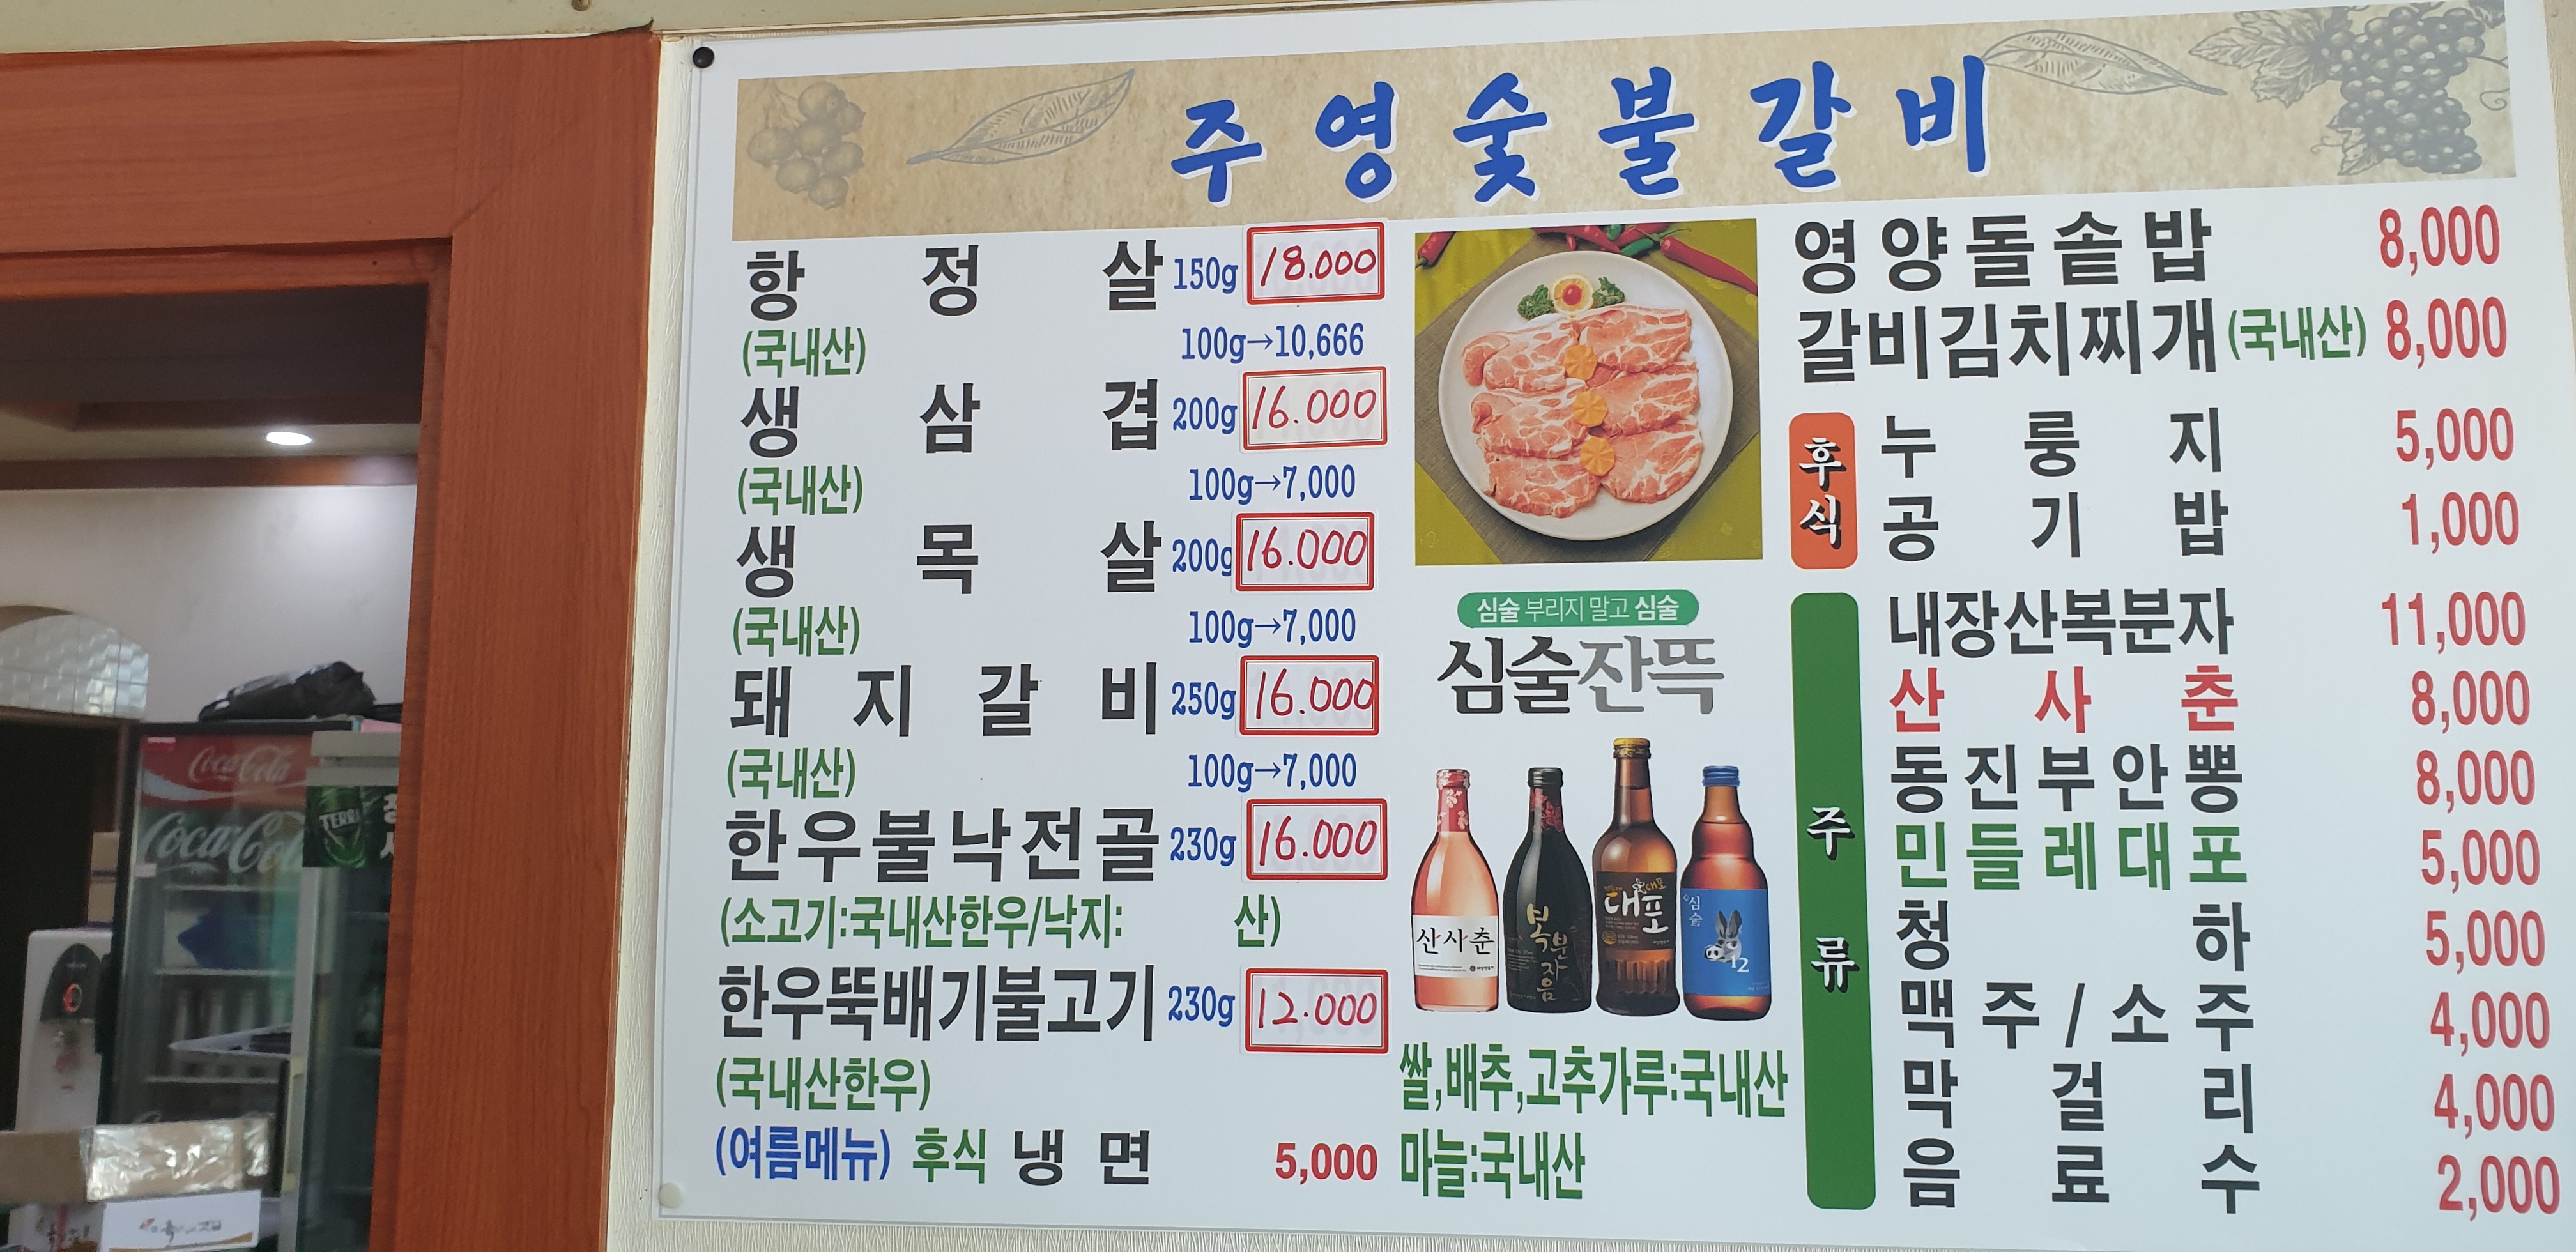 주영숯불갈비
항정살 150g 18.000
(국내산) 100g→10,666
생삼겹 200g 16.000
(국내산) 100g→7,000
생목살 200g 16.000
(국내산) 100g→7,000
돼지갈비 250g 16.000
(국내산) 100g→7,000
한우불낙전골 230g 16.000
(소고기:국내산한우/낙지: 산)
한우뚝배기불고기 230g 12.000
(국내산한우)
(여름메뉴) 후식 냉면 5,000
심술 부리지 말고 심술
심술잔뜩
산사춘
복분자음
대포
심술
12
쌀,배추,고추가루:국내산
마늘:국내산
영양돌솥밥 8,000
갈비김치찌개(국내산) 8,000
후식
누룽지 5,000
공기밥 1,000
주류
내장산복분자 11,000
산사춘 8,000
동진부안뽕 8,000
민들레대포 5,000
청하 5,000
맥주/소주 4,000
막걸리 4,000
음료수 2,000
Coca-Cola
Coca-Cola
TERRA